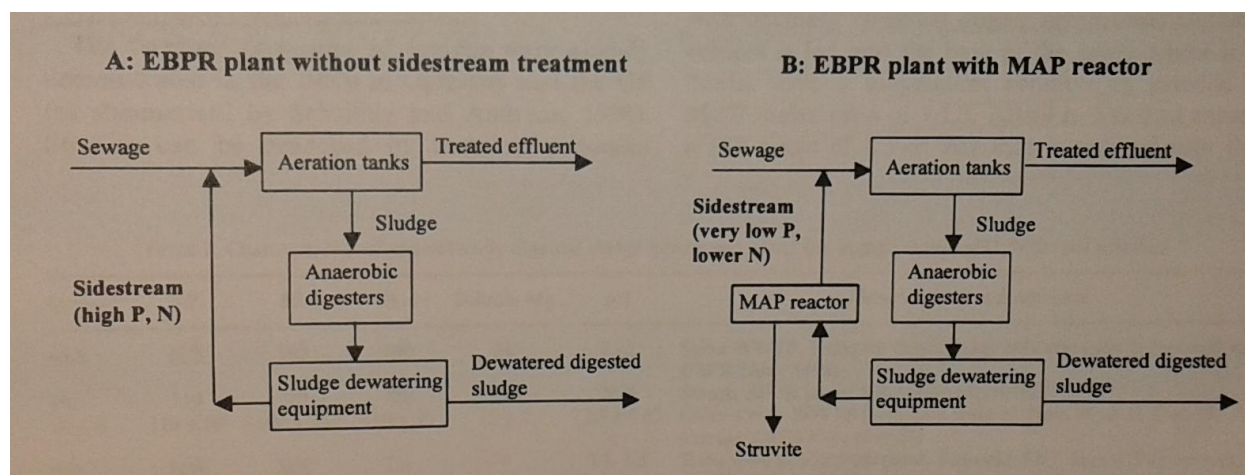 A: EBPR plant without sidestream treatment
Sewage
Aeration tanks
Treated effluent
Sludge
Anaerobic
digesters
Sidestream
(high P, N)
Sludge dewatering
equipment
Dewatered digested
sludge
B: EBPR plant with MAP reactor
Sewage
Aeration tanks
Treated effluent
Sidestream
(very low P,
lower N)
Sludge
Anaerobic
digesters
MAP reactor
Sludge dewatering
equipment
Dewatered digested
sludge
Struvite